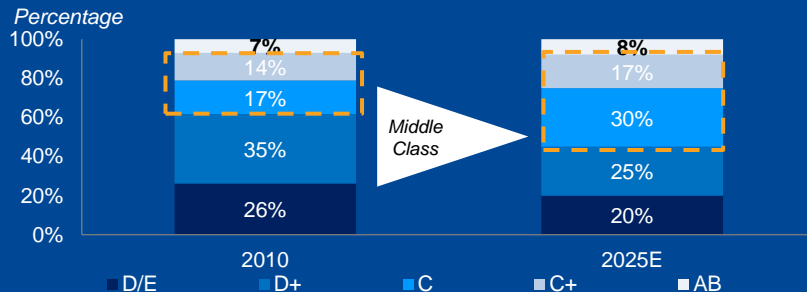 Percentage
100%
80%
60%
40%
20%
0%
7%
14%
17%
35%
26%
Middle
Class
8%
17%
30%
25%
20%
2010
2025E
D/E
D+
C
C+
AB